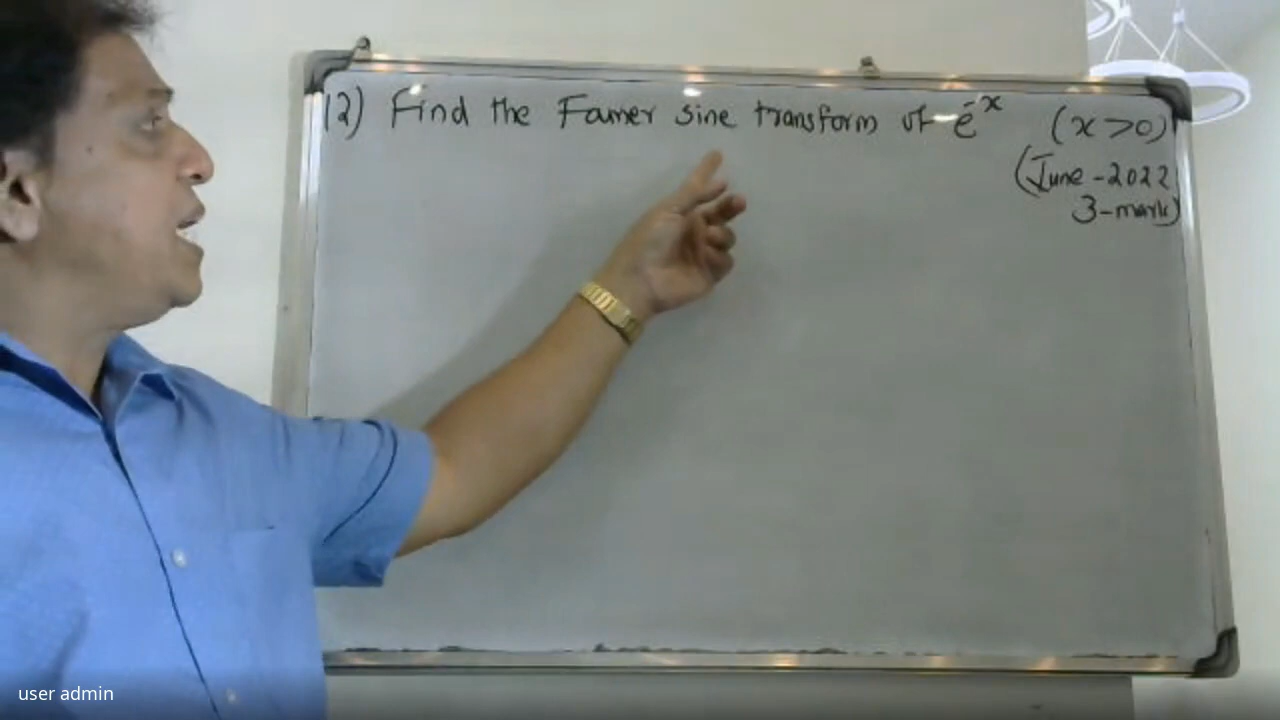 12) Find the Fourier sine transform of e^-x (x>0)
(June-2022
3-mark)
user admin